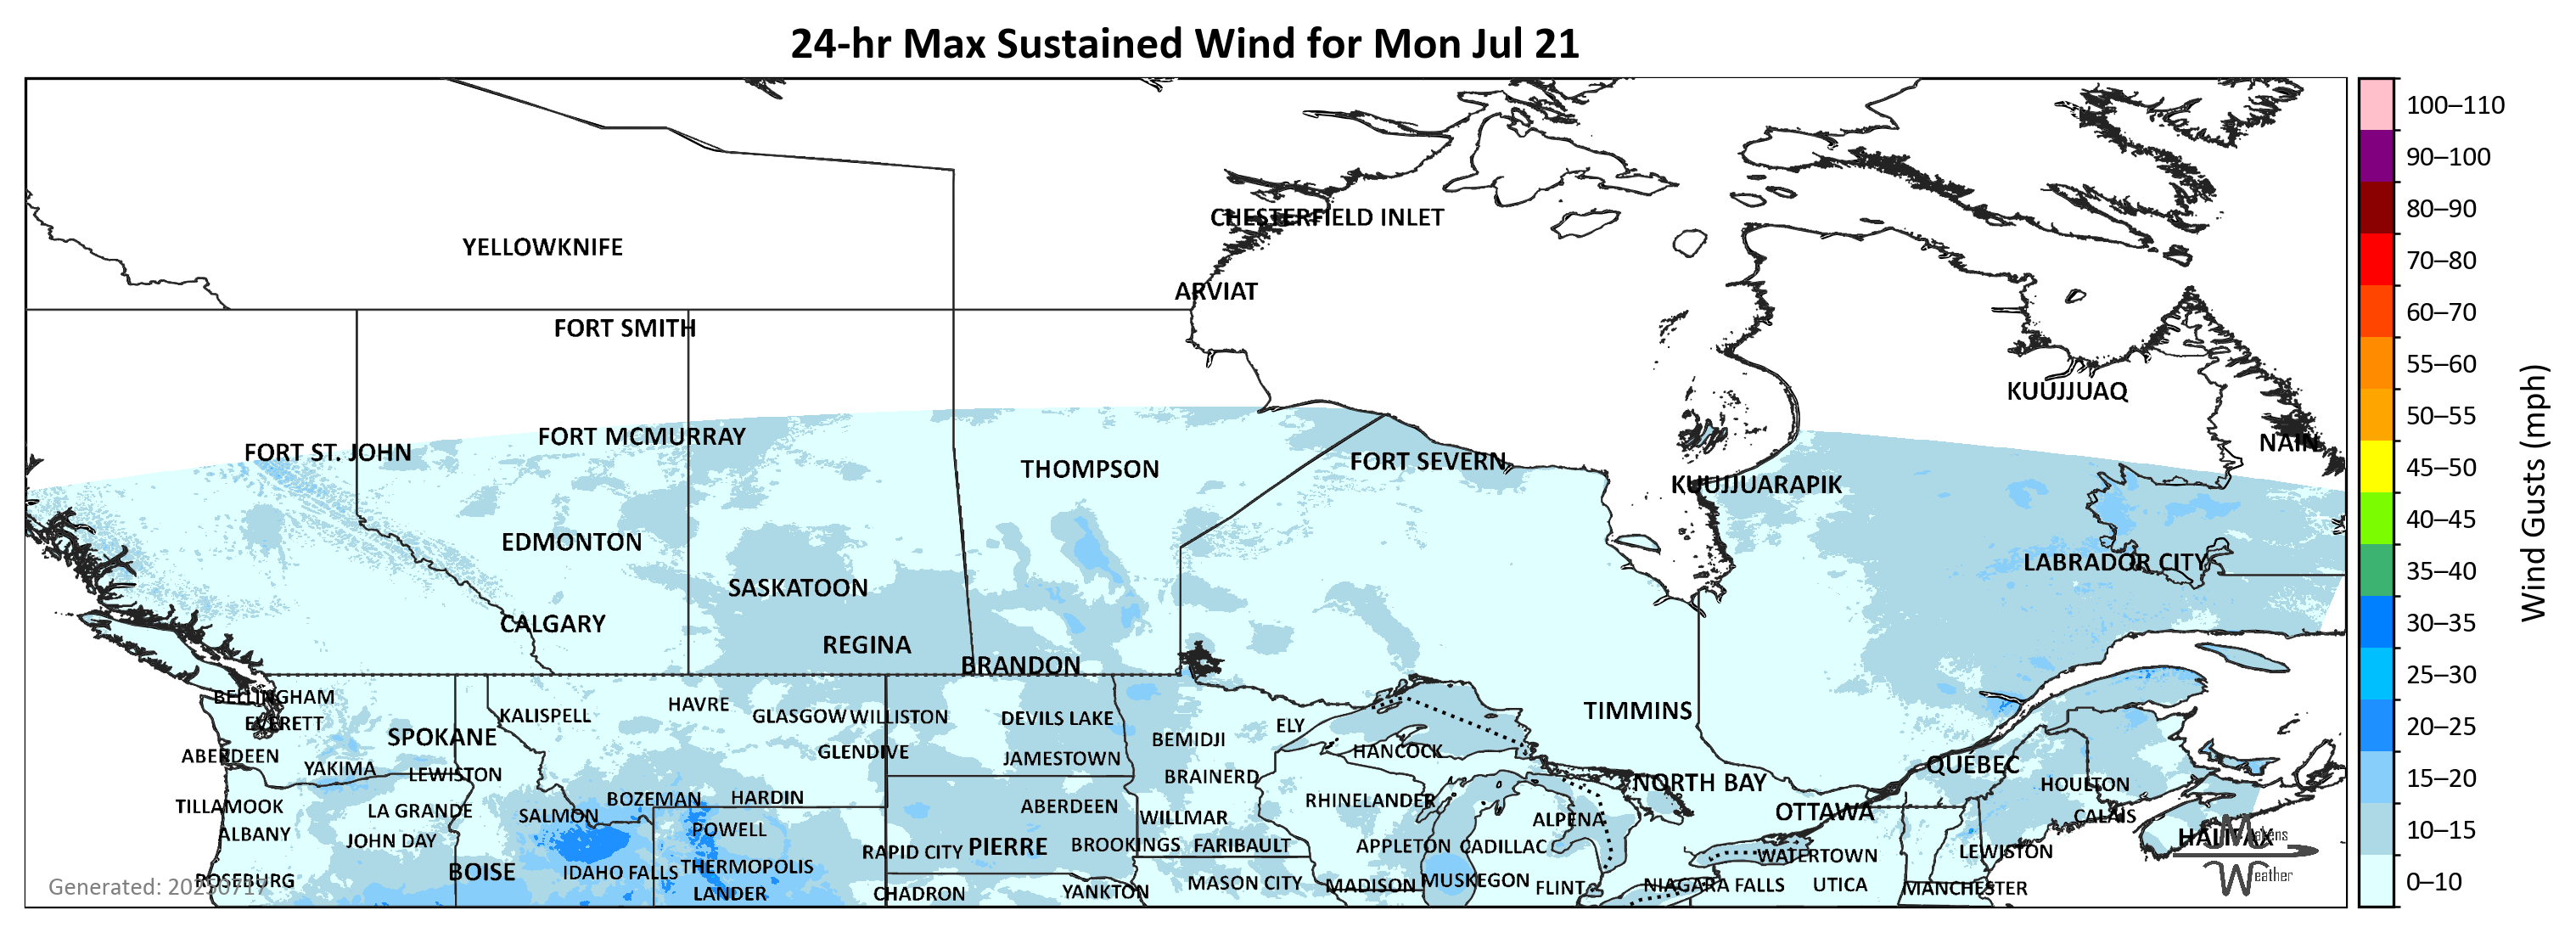 24-hr Max Sustained Wind for Mon Jul 21
100–110
90–100
80–90
70–80
60–70
55–60
50–55
45–50
40–45
35–40
30–35
25–30
20–25
15–20
10–15
0–10
Wind Gusts (mph)
CHESTERFIELD INLET
YELLOWKNIFE
ARVIAT
FORT SMITH
KUUJJUAQ
FORT MCMURRAY
NAIN
FORT ST. JOHN
FORT SEVERN
THOMPSON
KUUJJUARAPIK
EDMONTON
LABRADOR CITY
SASKATOON
CALGARY
REGINA
BRANDON
BELLINGHAM
HAVRE
TIMMINS
KALISPELL
GLASGOW
WILLISTON
DEVILS LAKE
EVERETT
ELY
SPOKANE
BEMIDJI
HANCOCK
GLENDIVE
ABERDEEN
JAMESTOWN
QUÉBEC
YAKIMA
LEWISTON
BRAINERD
NORTH BAY
HOULTON
BOZEMAN
HARDIN
RHINELANDER
TILLAMOOK
LA GRANDE
ABERDEEN
OTTAWA
SALMON
WILLMAR
CALAIS
ALPENA
ALBANY
POWELL
HALIFAX
Makens
Weather
JOHN DAY
BROOKINGS
FARIBAULT
APPLETON
CADILLAC
PIERRE
RAPID CITY
LEWISTON
WATERTOWN
BOISE
IDAHO FALLS
THERMOPOLIS
ROSEBURG
MUSKEGON
MASON CITY
MADISON
NIAGARA FALLS
UTICA
FLINT
MANCHESTER
LANDER
CHADRON
YANKTON
Generated: 20250717